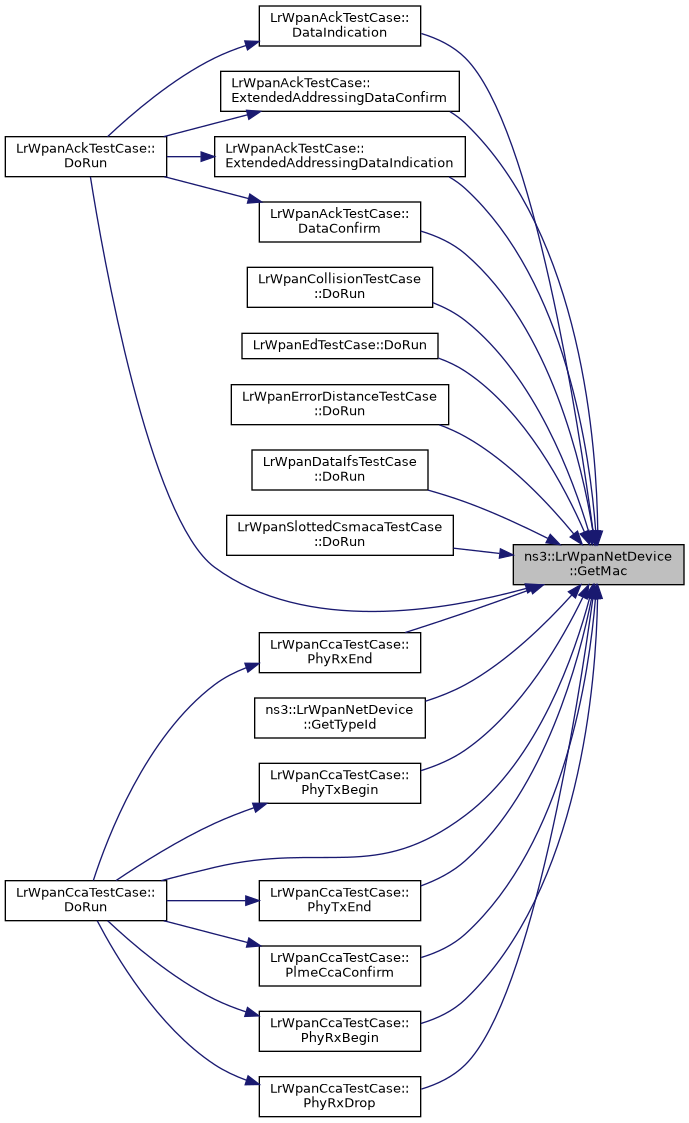 LrWpanAckTestCase::
DataIndication
LrWpanAckTestCase::
ExtendedAddressingDataConfirm
LrWpanAckTestCase::
DoRun
LrWpanAckTestCase::
ExtendedAddressingDataIndication
LrWpanAckTestCase::
DataConfirm
LrWpanCollisionTestCase
::DoRun
LrWpanEdTestCase::DoRun
LrWpanErrorDistanceTestCase
::DoRun
LrWpanDataIfsTestCase
::DoRun
LrWpanSlottedCsmacaTestCase
::DoRun
ns3::LrWpanNetDevice
::GetMac
LrWpanCcaTestCase::
PhyRxEnd
ns3::LrWpanNetDevice
::GetTypeId
LrWpanCcaTestCase::
PhyTxBegin
LrWpanCcaTestCase::
DoRun
LrWpanCcaTestCase::
PhyTxEnd
LrWpanCcaTestCase::
PlmeCcaConfirm
LrWpanCcaTestCase::
PhyRxBegin
LrWpanCcaTestCase::
PhyRxDrop